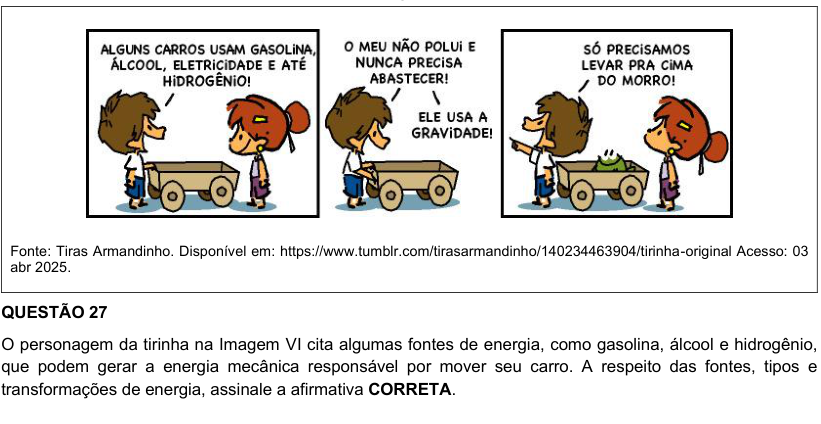 ALGUNS CARROS USAM GASOLINA,
ÁLCOOL, ELETRICIDADE E ATÉ
HIDROGÊNIO!
O MEU NÃO POLUI E
NUNCA PRECISA
ABASTECER!
ELE USA A
GRAVIDADE!
SÓ PRECISAMOS
LEVAR PRA CIMA
DO MORRO!
Fonte: Tiras Armandinho. Disponível em: https://www.tumblr.com/tirasarmandinho/140234463904/tirinha-original Acesso: 03
abr 2025.
QUESTÃO 27
O personagem da tirinha na Imagem VI cita algumas fontes de energia, como gasolina, álcool e hidrogênio,
que podem gerar a energia mecânica responsável por mover seu carro. A respeito das fontes, tipos e
transformações de energia, assinale a afirmativa CORRETA.